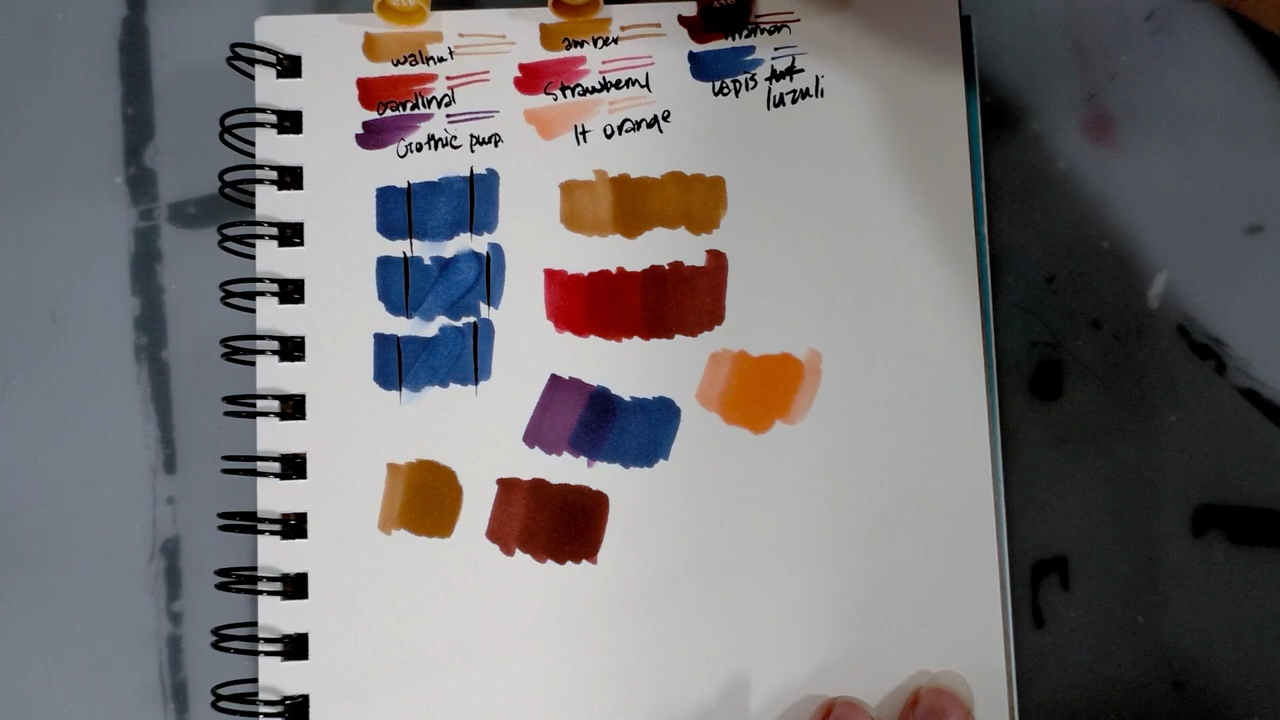 walnut
amber
cardinal
Strawberry
Lapis
lazuli
Gothic purp
lt orange